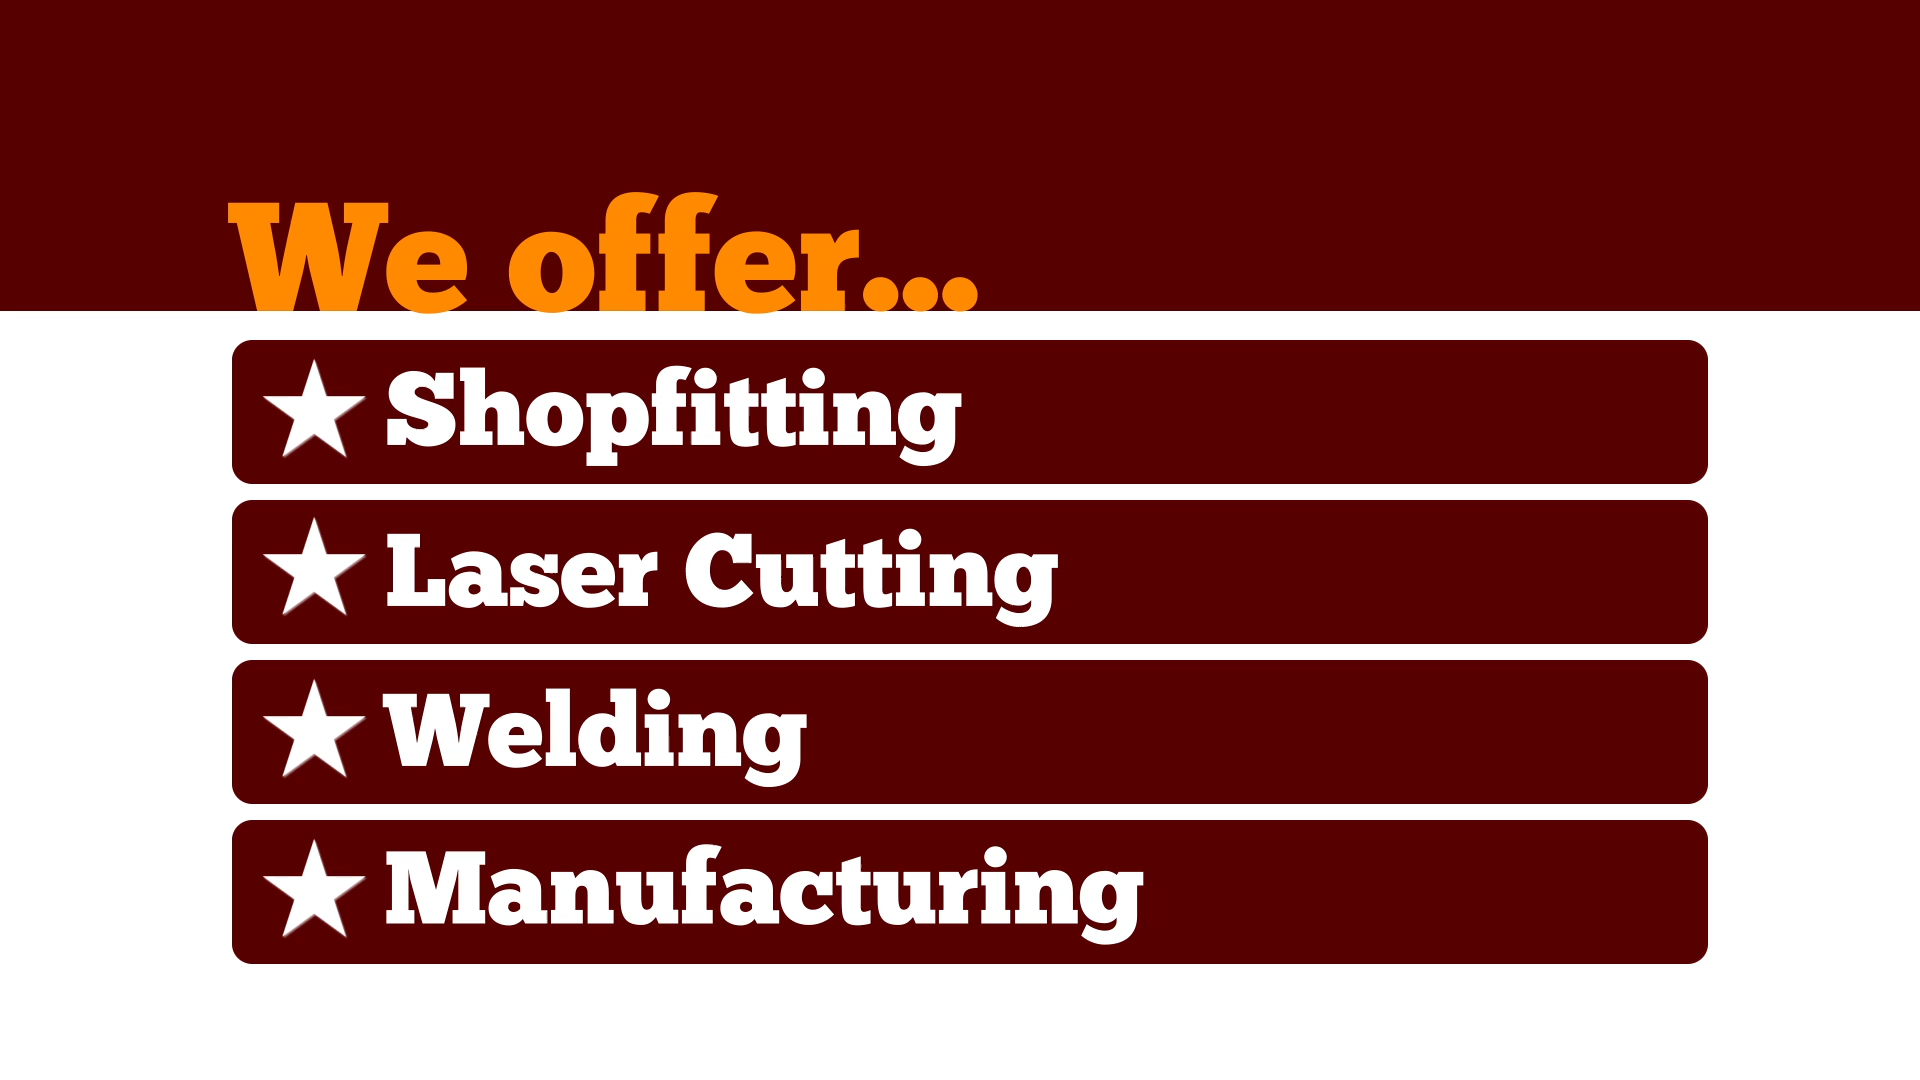 We offer...
Shopfitting
Laser Cutting
Welding
Manufacturing